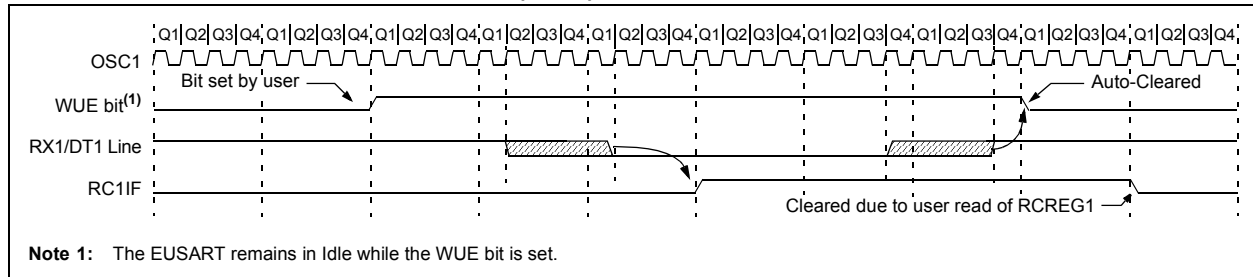 Q1 Q2 Q3 Q4 Q1 Q2 Q3 Q4 Q1 Q2 Q3 Q4 Q1 Q2 Q3 Q4 Q1 Q2 Q3 Q4 Q1 Q2 Q3 Q4 Q1 Q2 Q3 Q4 Q1 Q2 Q3 Q4 Q1 Q2 Q3 Q4 Q1 Q2 Q3 Q4
OSC1
Bit set by user
Auto-Cleared
WUE bit(1)
RX1/DT1 Line
RC1IF
Cleared due to user read of RCREG1
Note 1: The EUSART remains in Idle while the WUE bit is set.